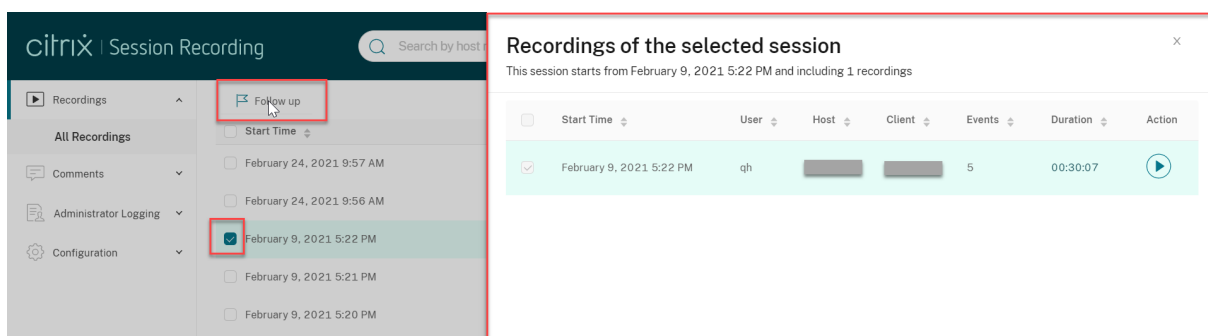 citrix | Session Recording
Search by host
Recordings
All Recordings
Comments
Administrator Logging
Configuration
Follow up
Start Time
February 24, 2021 9:57 AM
February 24, 2021 9:56 AM
February 9, 2021 5:22 PM
February 9, 2021 5:21 PM
February 9, 2021 5:20 PM
Recordings of the selected session
This session starts from February 9, 2021 5:22 PM and including 1 recordings
Start Time User Host Client Events Duration Action
February 9, 2021 5:22 PM qh 5 00:30:07